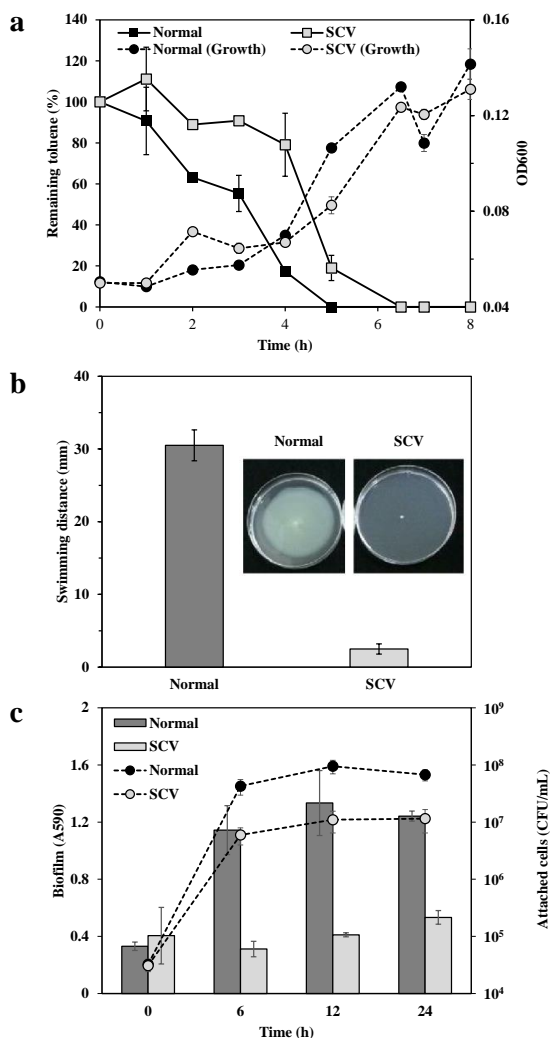 a
Normal
SCV
Normal (Growth)
SCV (Growth)
140
120
100
80
60
40
20
0
Remaining toluene (%)
0.16
0.12
0.08
0.04
OD600
0 2 4 6 8
Time (h)
b
40
30
20
10
0
Swimming distance (mm)
Normal SCV
Normal SCV
c
Normal
SCV
Normal
SCV
2
1.6
1.2
0.8
0.4
0
Biofilm (A590)
10⁹
10⁸
10⁷
10⁶
10⁵
10⁴
Attached cells (CFU/mL)
0 6 12 24
Time (h)